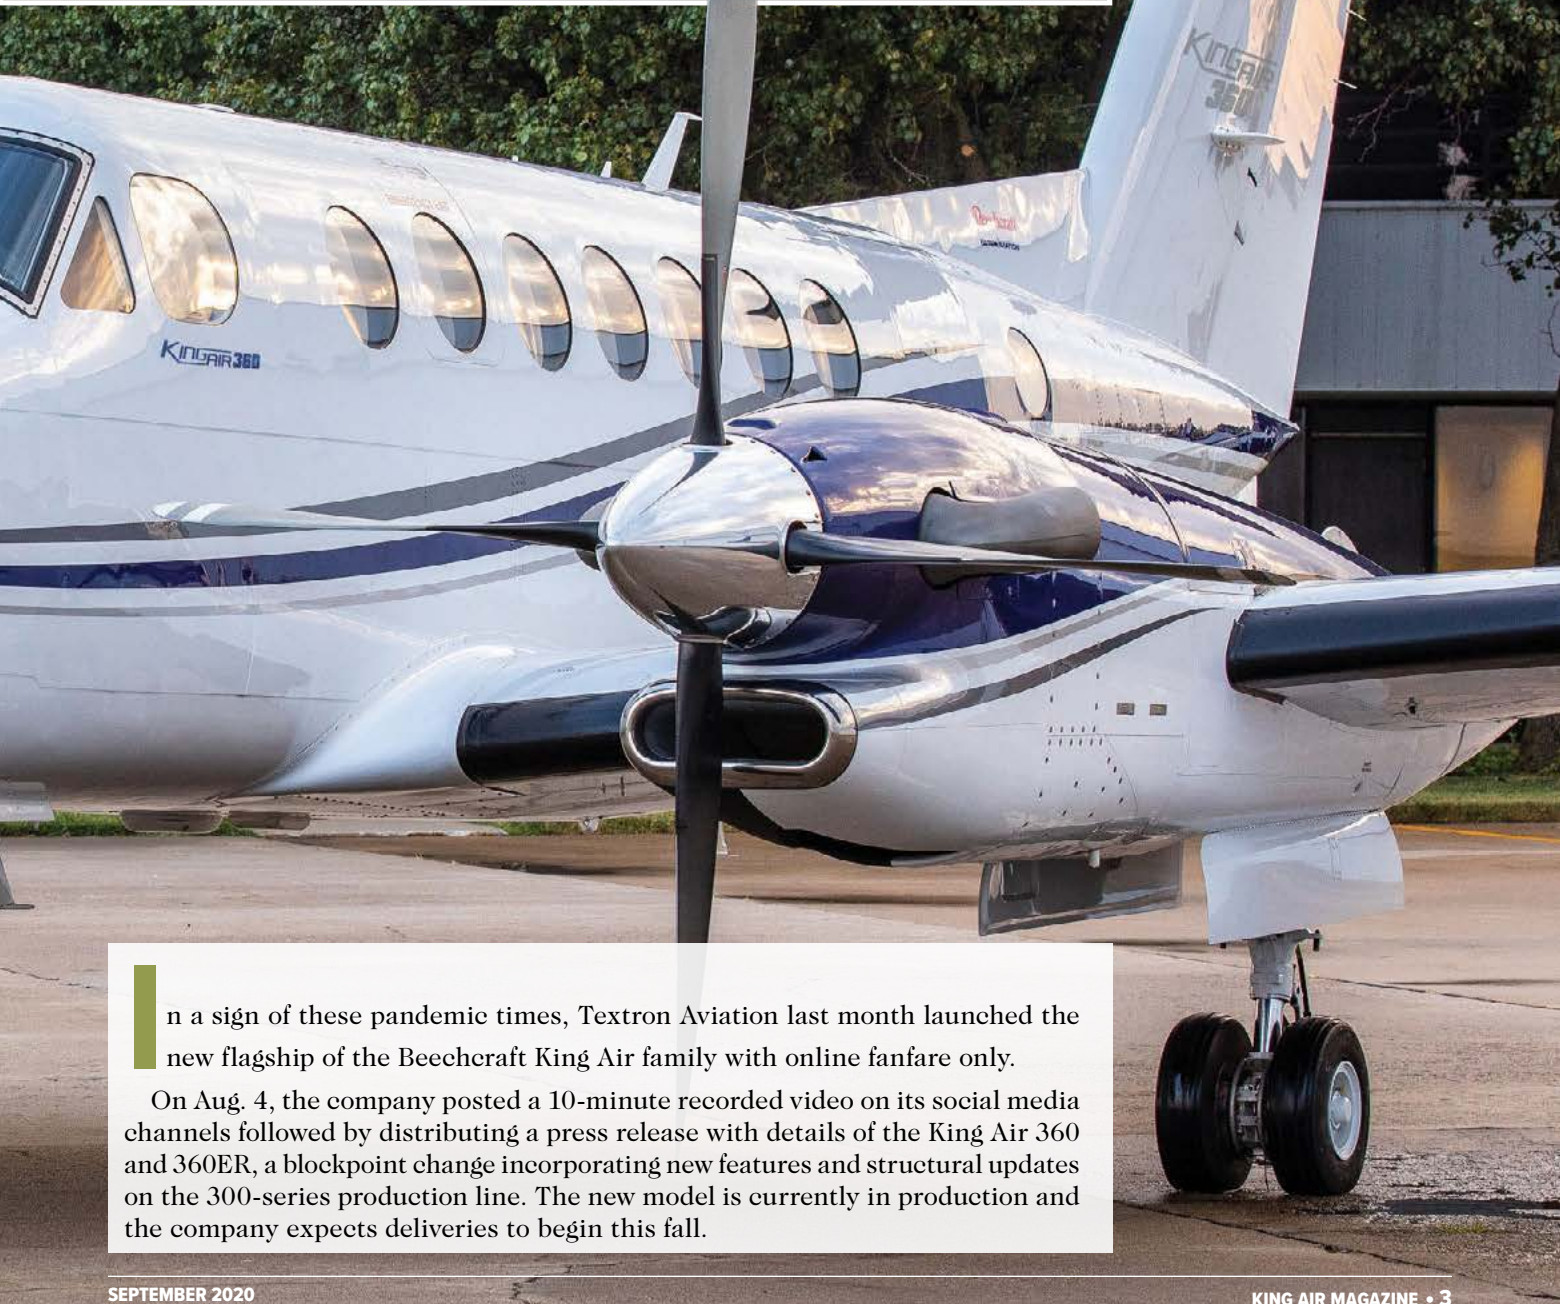 KINGAIR
360
Beechcraft
KINGAIR 360
In a sign of these pandemic times, Textron Aviation last month launched the
new flagship of the Beechcraft King Air family with online fanfare only.
On Aug. 4, the company posted a 10-minute recorded video on its social media
channels followed by distributing a press release with details of the King Air 360
and 360ER, a blockpoint change incorporating new features and structural updates
on the 300-series production line. The new model is currently in production and
the company expects deliveries to begin this fall.
SEPTEMBER 2020
KING AIR MAGAZINE • 3